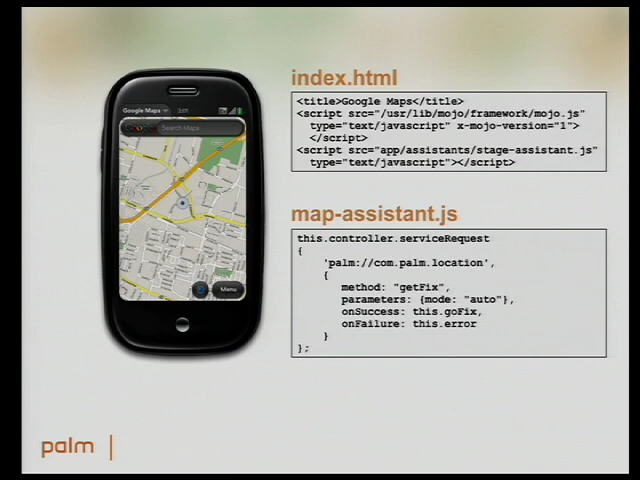 index.html
<title>Google Maps</title>
<script src="/usr/lib/mojo/framework/mojo.js"
type="text/javascript" x-mojo-version="1">
</script>
<script src="app/assistants/stage-assistant.js"
type="text/javascript"></script>
Google Maps
Search Maps
Menu
map-assistant.js
this.controller.serviceRequest
{
'palm://com.palm.location',
{
method: "getFix",
parameters: {mode: "auto"},
onSuccess: this.goFix,
onFailure: this.error
}
};
palm